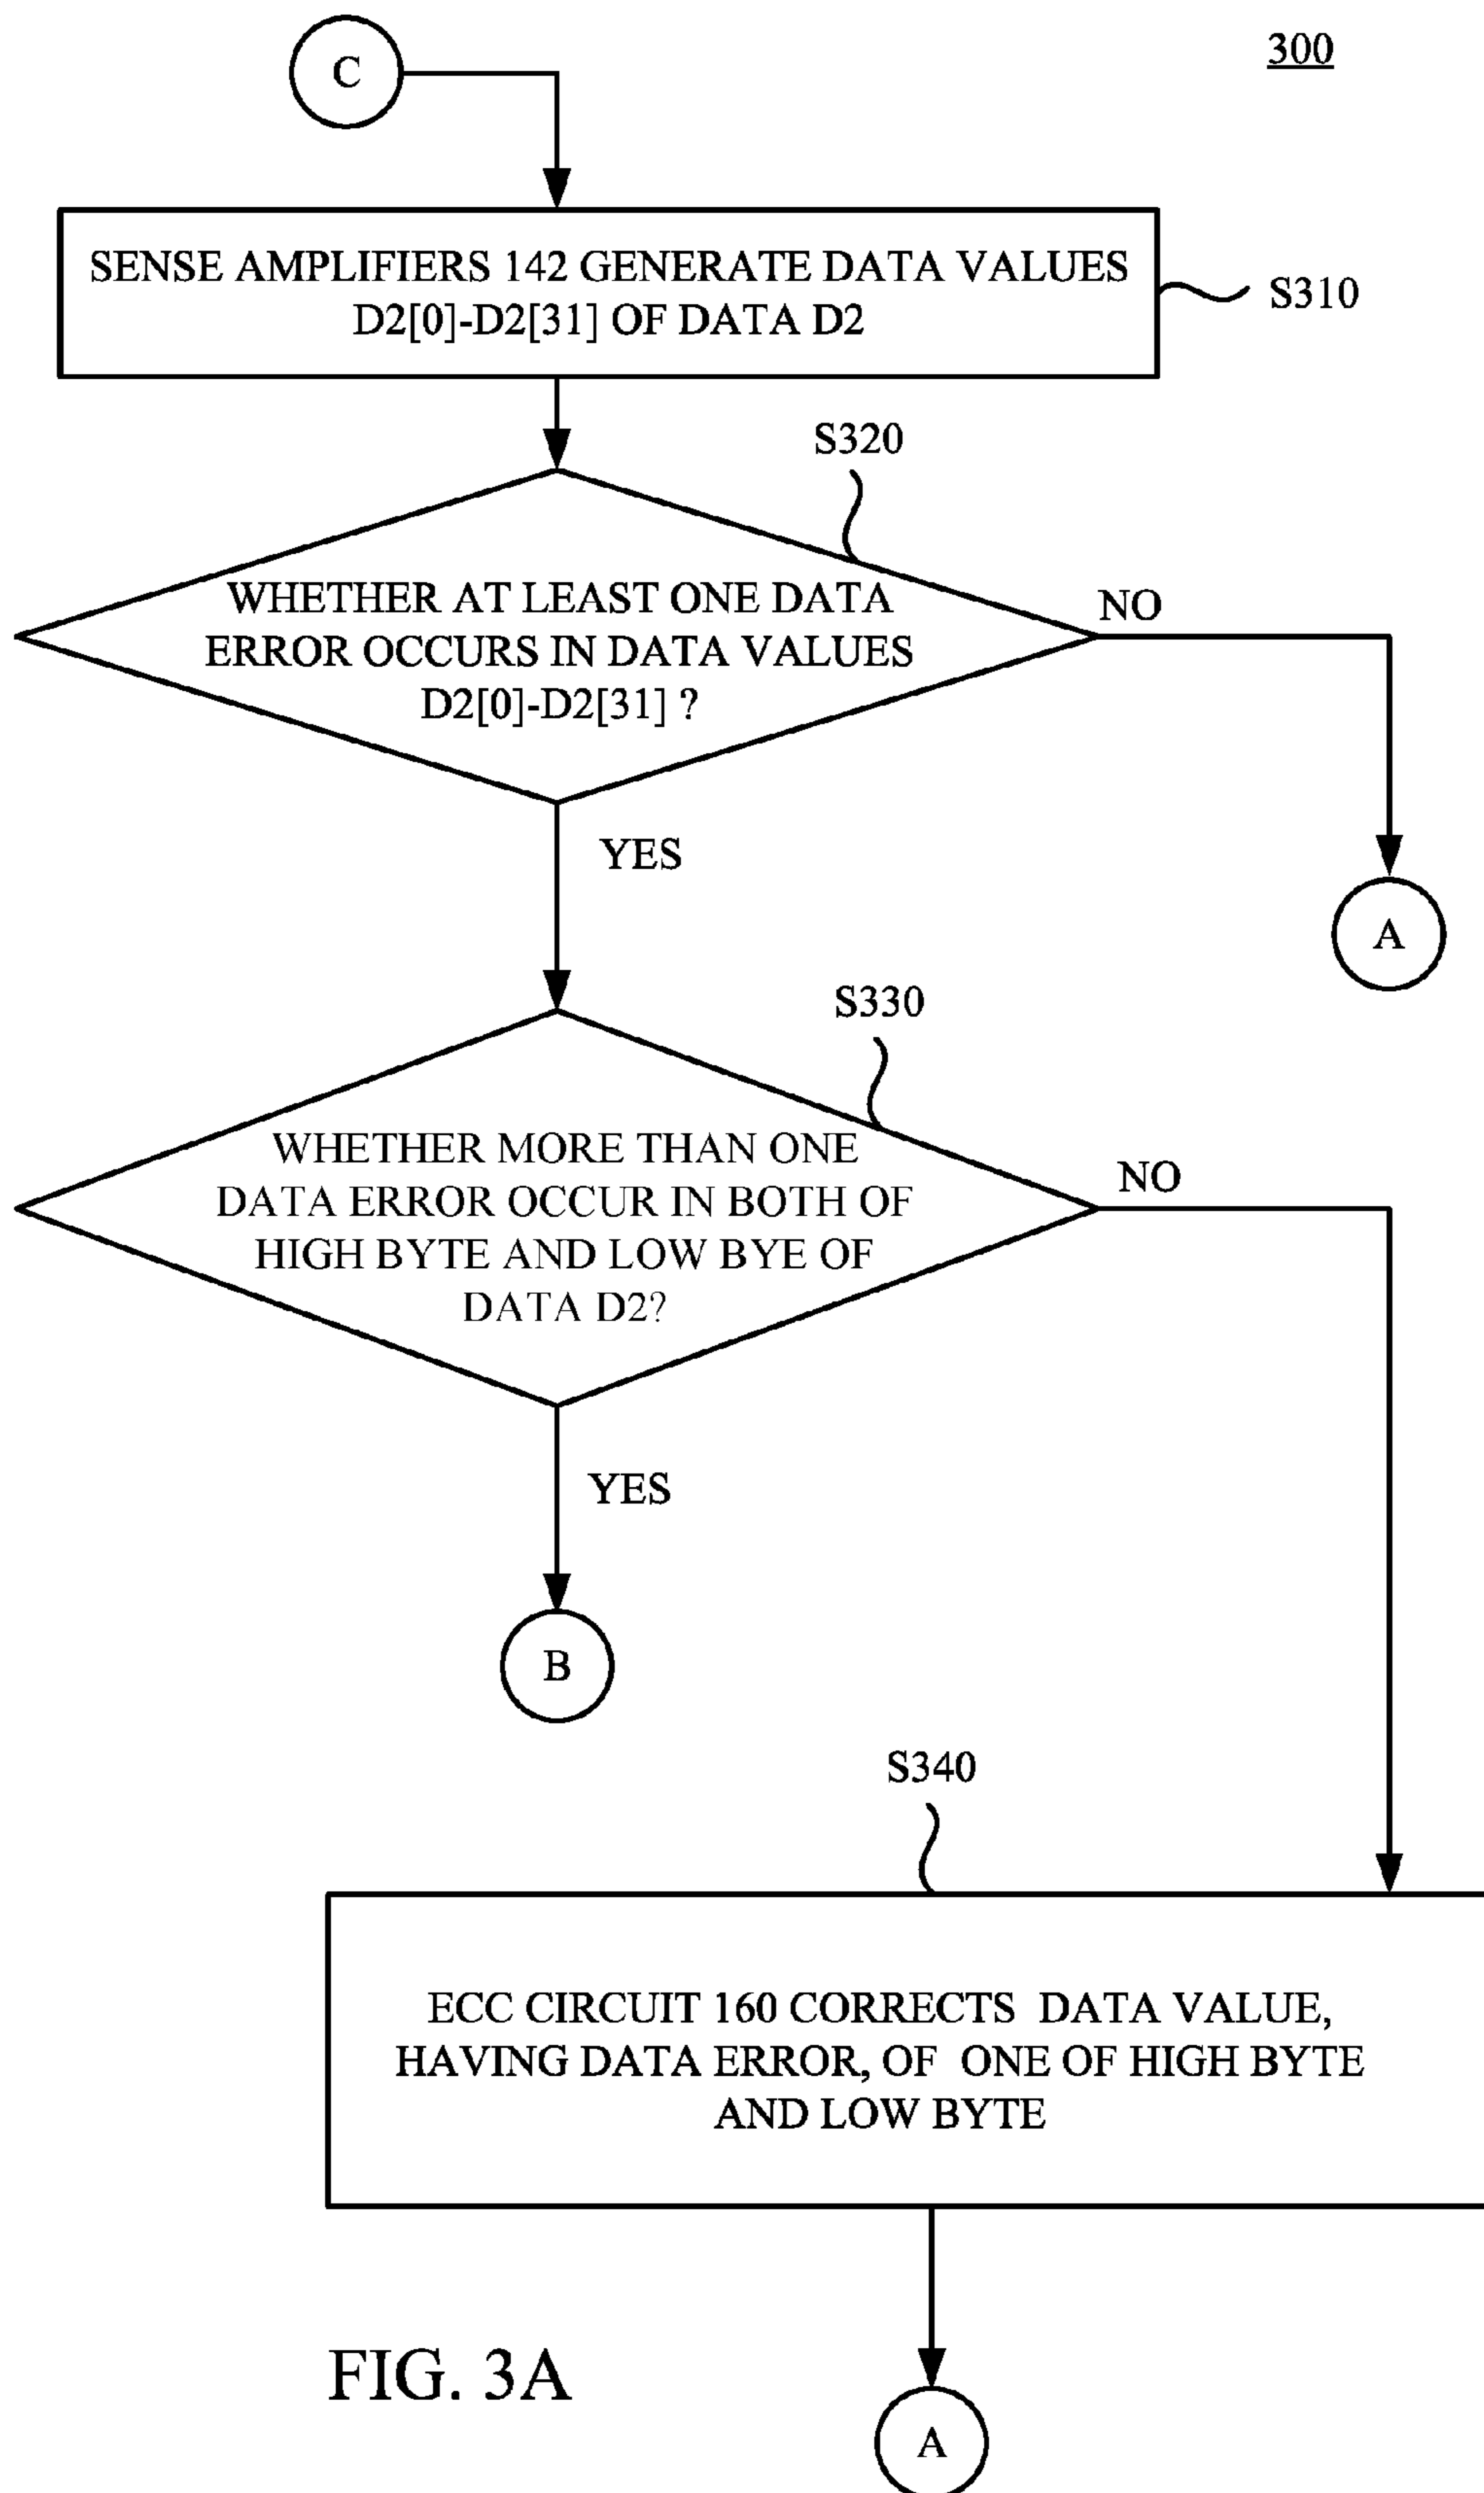 300
C
SENSE AMPLIFIERS 142 GENERATE DATA VALUES
D2[0]-D2[31] OF DATA D2
S310
S320
WHETHER AT LEAST ONE DATA
ERROR OCCURS IN DATA VALUES
D2[0]-D2[31] ?
NO
YES
A
S330
WHETHER MORE THAN ONE
DATA ERROR OCCUR IN BOTH OF
HIGH BYTE AND LOW BYE OF
DATA D2?
NO
YES
B
S340
ECC CIRCUIT 160 CORRECTS DATA VALUE,
HAVING DATA ERROR, OF ONE OF HIGH BYTE
AND LOW BYTE
FIG. 3A
A